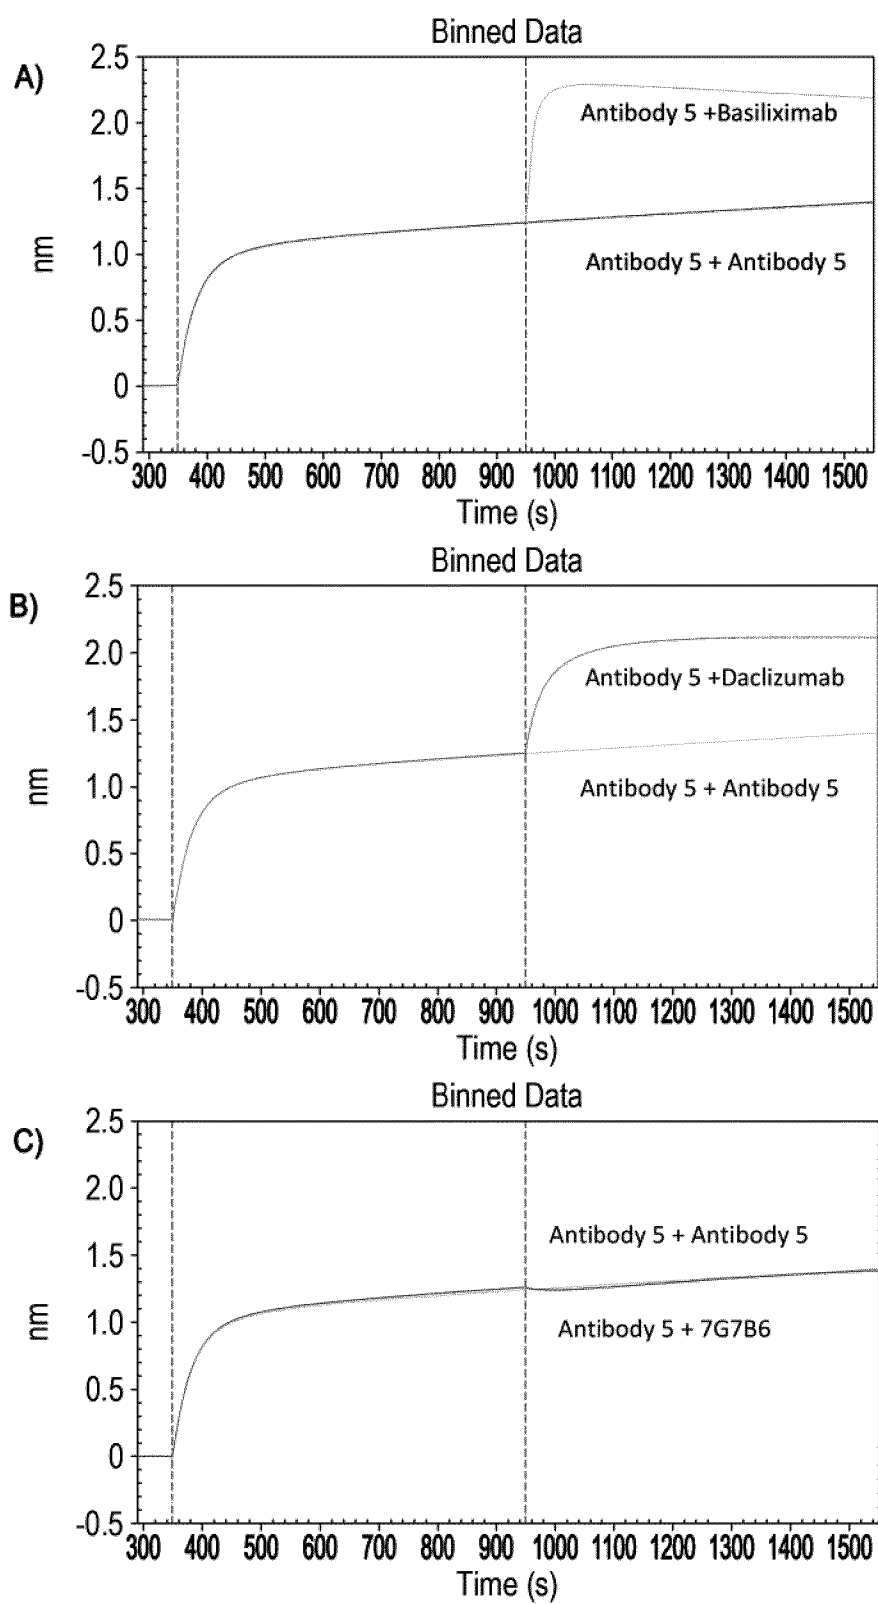 Binned Data
A)
2.5
2.0
1.5
1.0
0.5
0
-0.5
nm
Antibody 5 +Basiliximab
Antibody 5 + Antibody 5
300 400 500 600 700 800 900 1000 1100 1200 1300 1400 1500
Time (s)
Binned Data
B)
2.5
2.0
1.5
1.0
0.5
0
-0.5
nm
Antibody 5 +Daclizumab
Antibody 5 + Antibody 5
300 400 500 600 700 800 900 1000 1100 1200 1300 1400 1500
Time (s)
Binned Data
C)
2.5
2.0
1.5
1.0
0.5
0
-0.5
nm
Antibody 5 + Antibody 5
Antibody 5 + 7G7B6
300 400 500 600 700 800 900 1000 1100 1200 1300 1400 1500
Time (s)